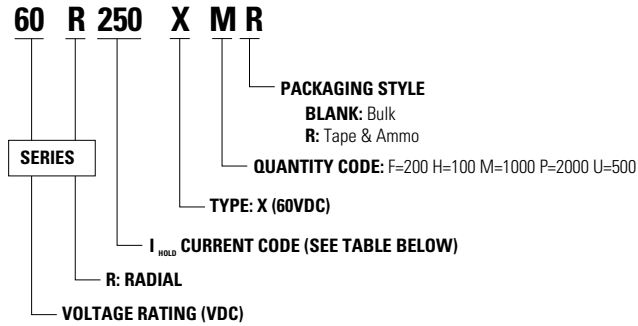 60 R 250 X M R
PACKAGING STYLE
BLANK: Bulk
R: Tape & Ammo
SERIES
QUANTITY CODE: F=200 H=100 M=1000 P=2000 U=500
TYPE: X (60VDC)
I HOLD CURRENT CODE (SEE TABLE BELOW)
R: RADIAL
VOLTAGE RATING (VDC)